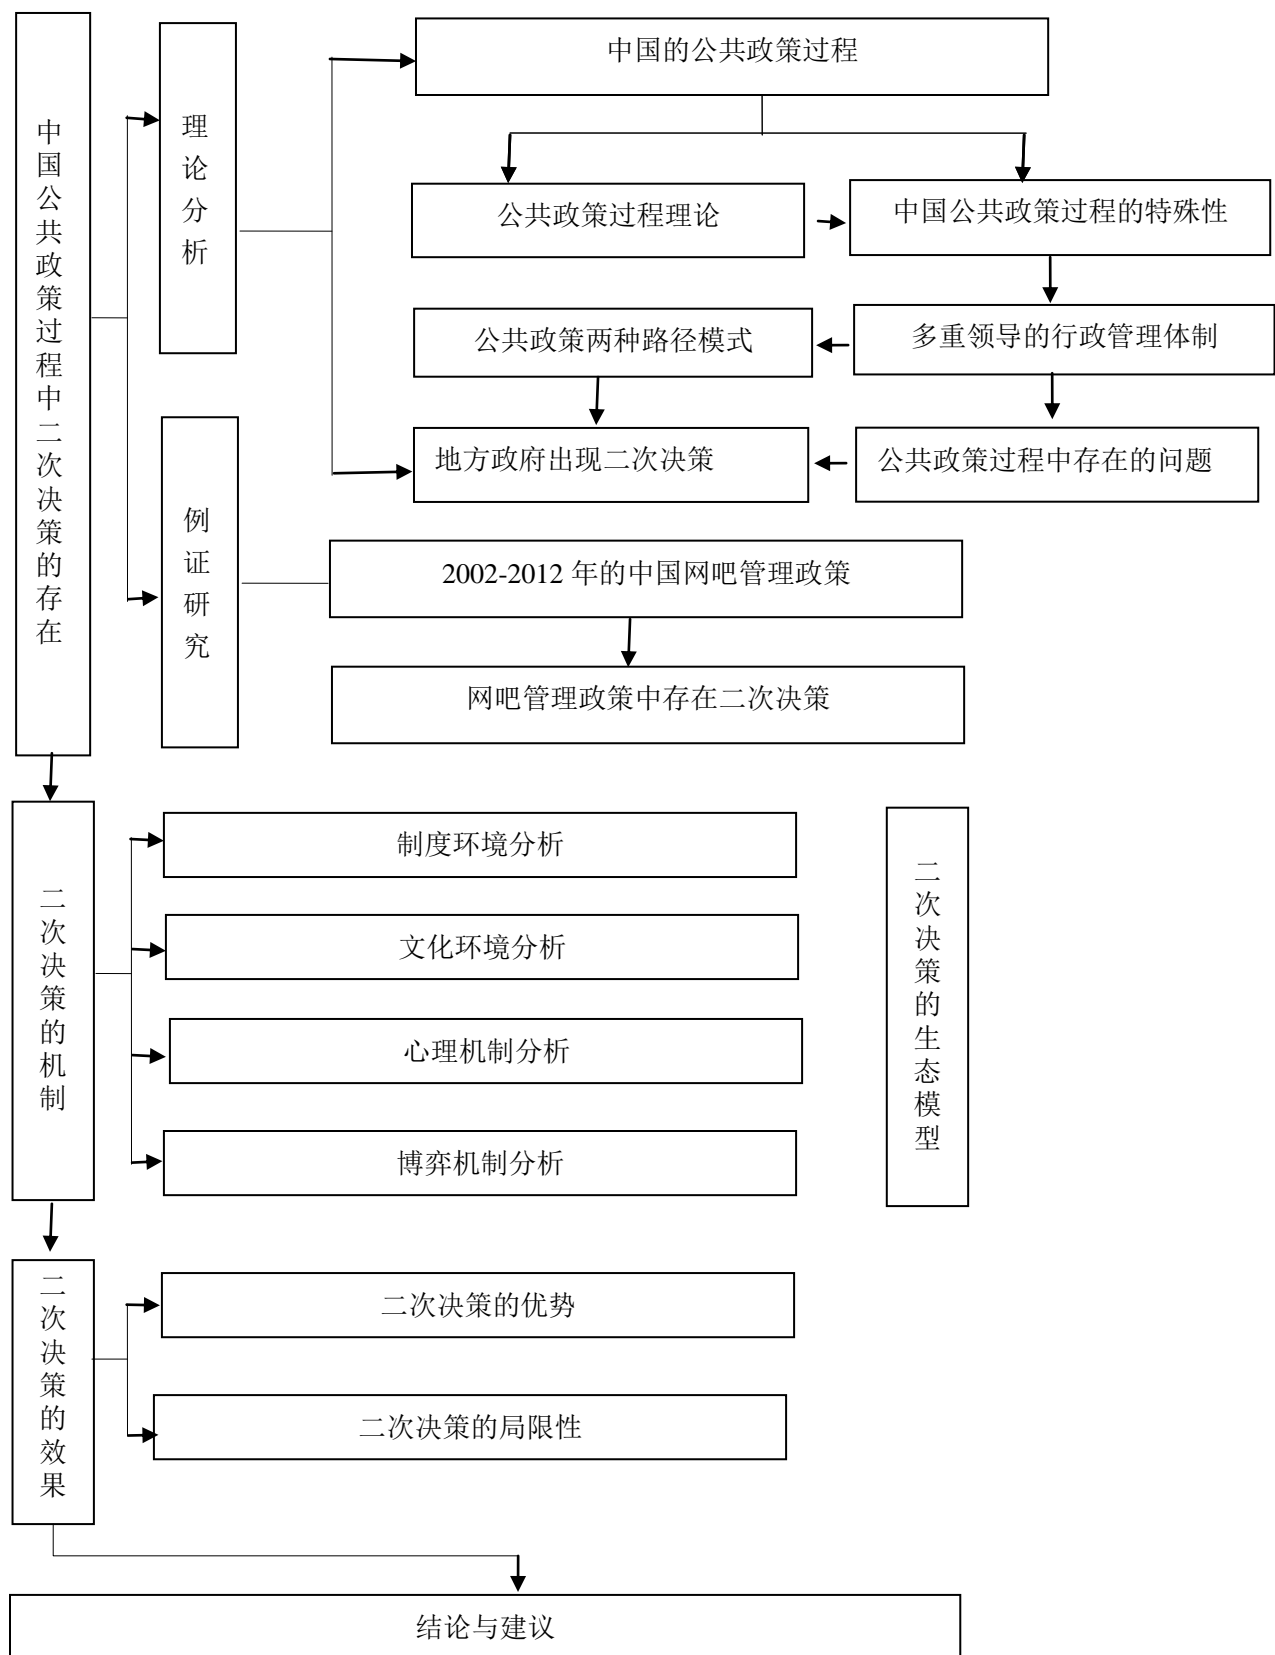 中国公共政策过程中二次决策的存在
理论分析
中国的公共政策过程
公共政策过程理论
中国公共政策过程的特殊性
公共政策两种路径模式
多重领导的行政管理体制
地方政府出现二次决策
公共政策过程中存在的问题
例证研究
2002-2012 年的中国网吧管理政策
网吧管理政策中存在二次决策
二次决策的机制
制度环境分析
文化环境分析
心理机制分析
博弈机制分析
二次决策的生态模型
二次决策的效果
二次决策的优势
二次决策的局限性
结论与建议